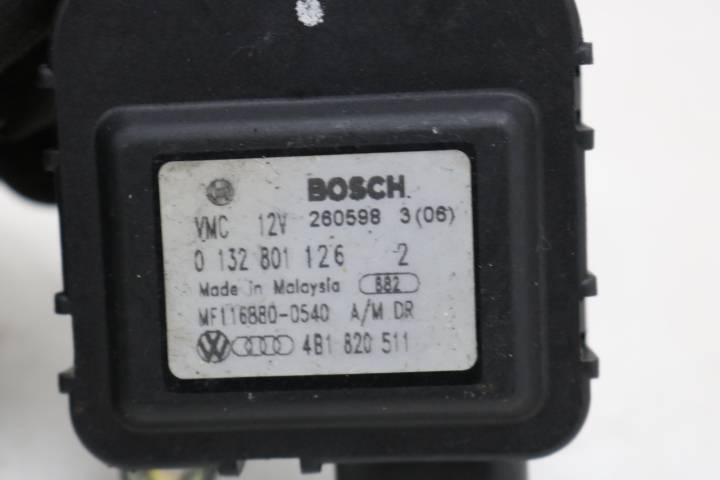 BOSCH
VMC 12V 260598 3(06)
0 132 801 126 2
Made in Malaysia 882
MF116880-0540 A/M DR
4B1 820 511